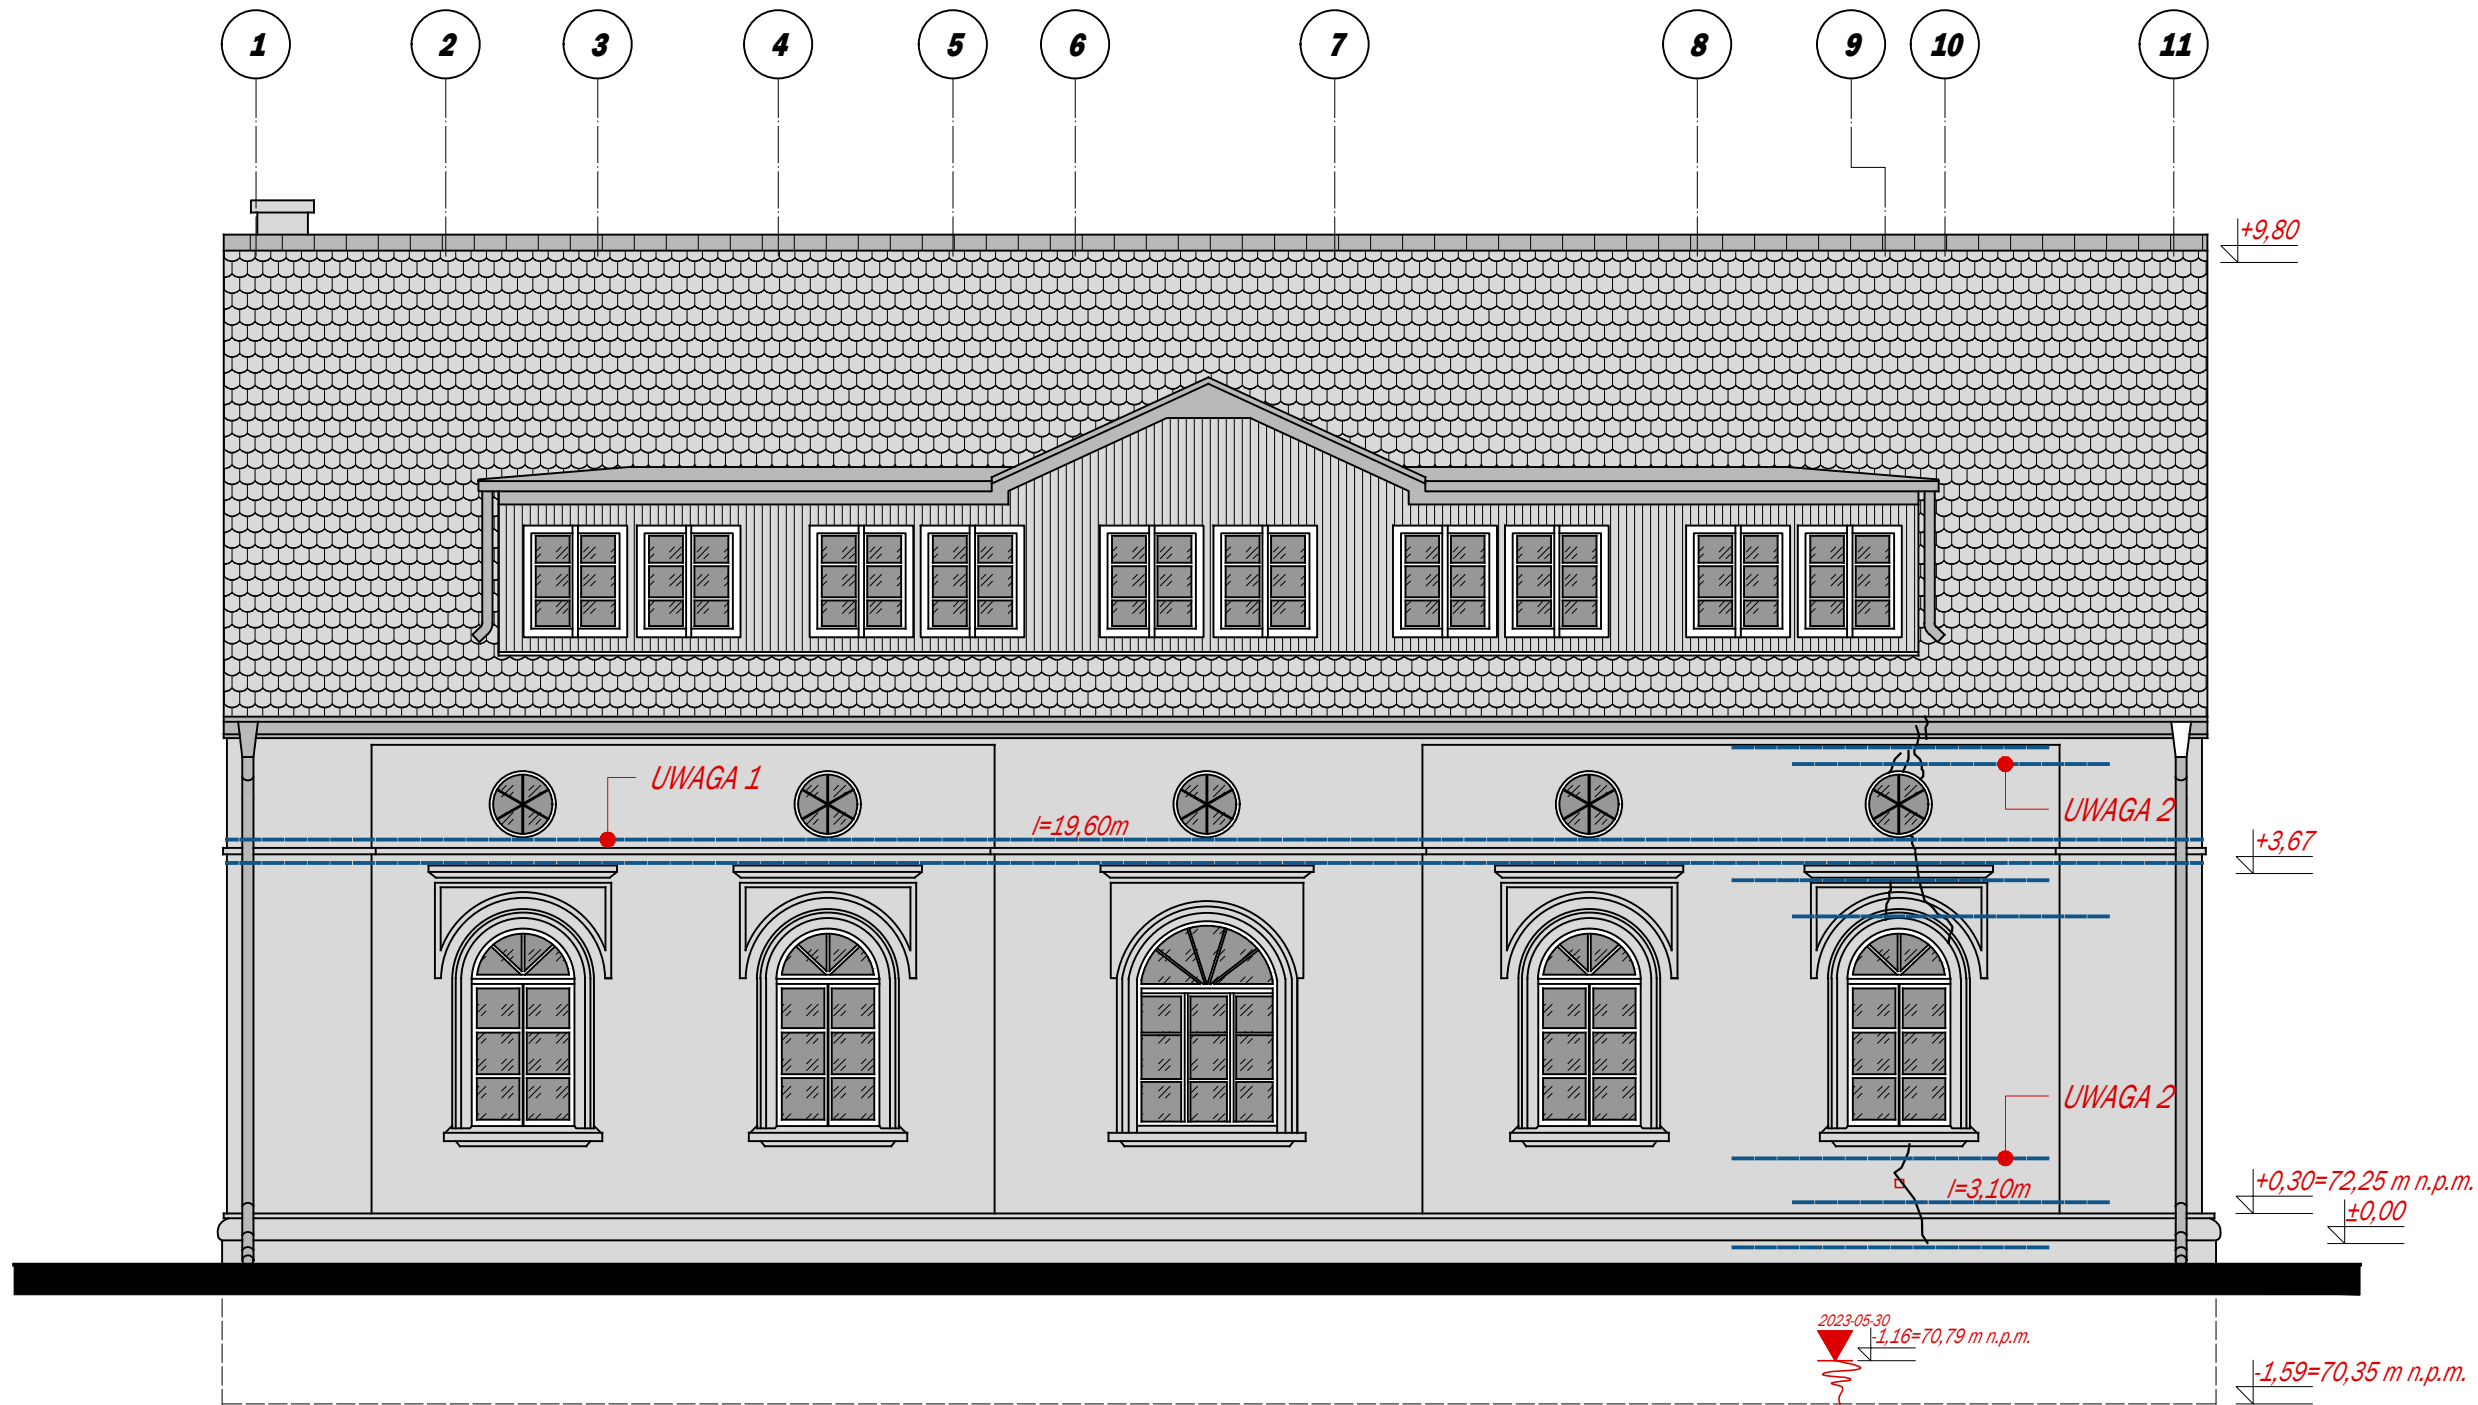 1 2 3 4 5 6 7 8 9 10 11
+9,80
UWAGA 1
UWAGA 2
l=19,60m
+3,67
UWAGA 2
+0,30=72,25 m n.p.m.
l=3,10m
±0,00
2023-05-30
-1,16=70,79 m n.p.m.
-1,59=70,35 m n.p.m.